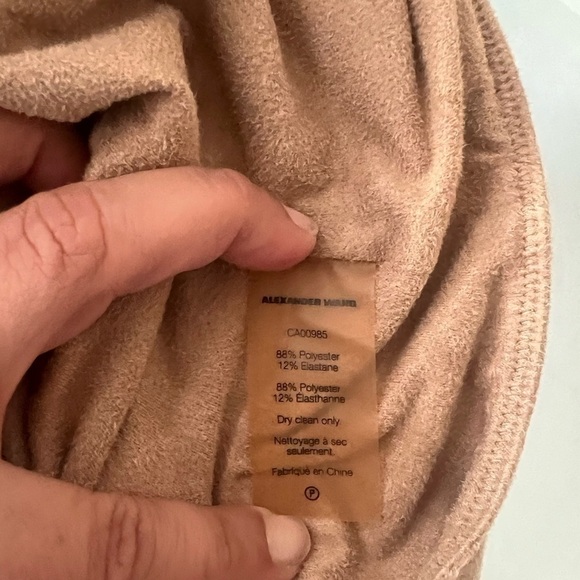 ALEXANDER WANG
CA00985
88% Polyester
12% Elastane
88% Polyester
12% Élasthanne
Dry clean only
Nettoyage à sec
seulement.
Fabriqué en Chine
P